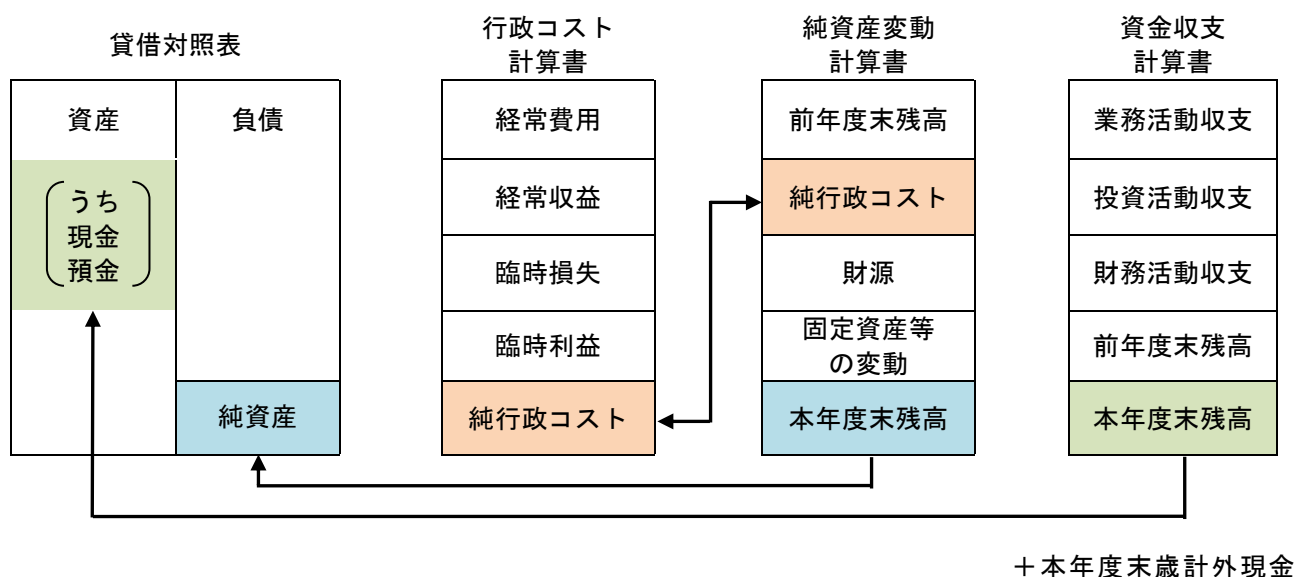 貸借対照表
資産
負債
うち
現金
預金
純資産
行政コスト
計算書
経常費用
経常収益
臨時損失
臨時利益
純行政コスト
純資産変動
計算書
前年度末残高
純行政コスト
財源
固定資産等
の変動
本年度末残高
資金収支
計算書
業務活動収支
投資活動収支
財務活動収支
前年度末残高
本年度末残高
＋本年度末歳計外現金